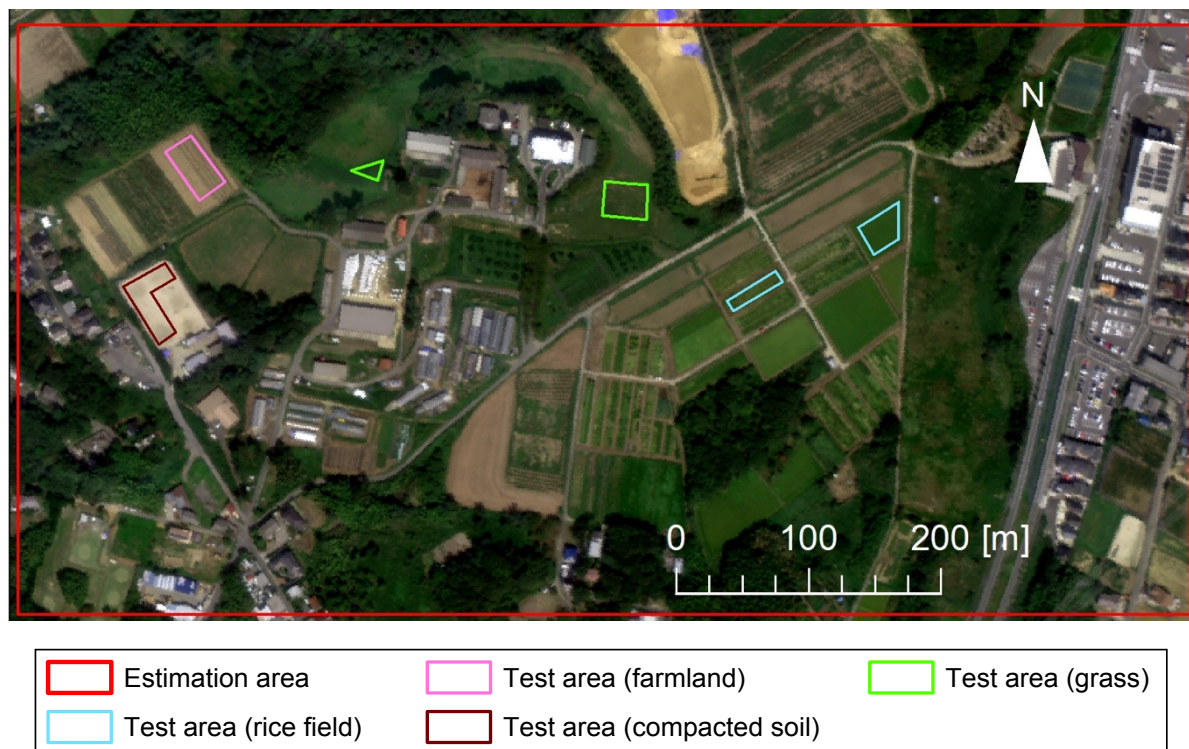 N
0 100 200 [m]
Estimation area
Test area (farmland)
Test area (grass)
Test area (rice field)
Test area (compacted soil)